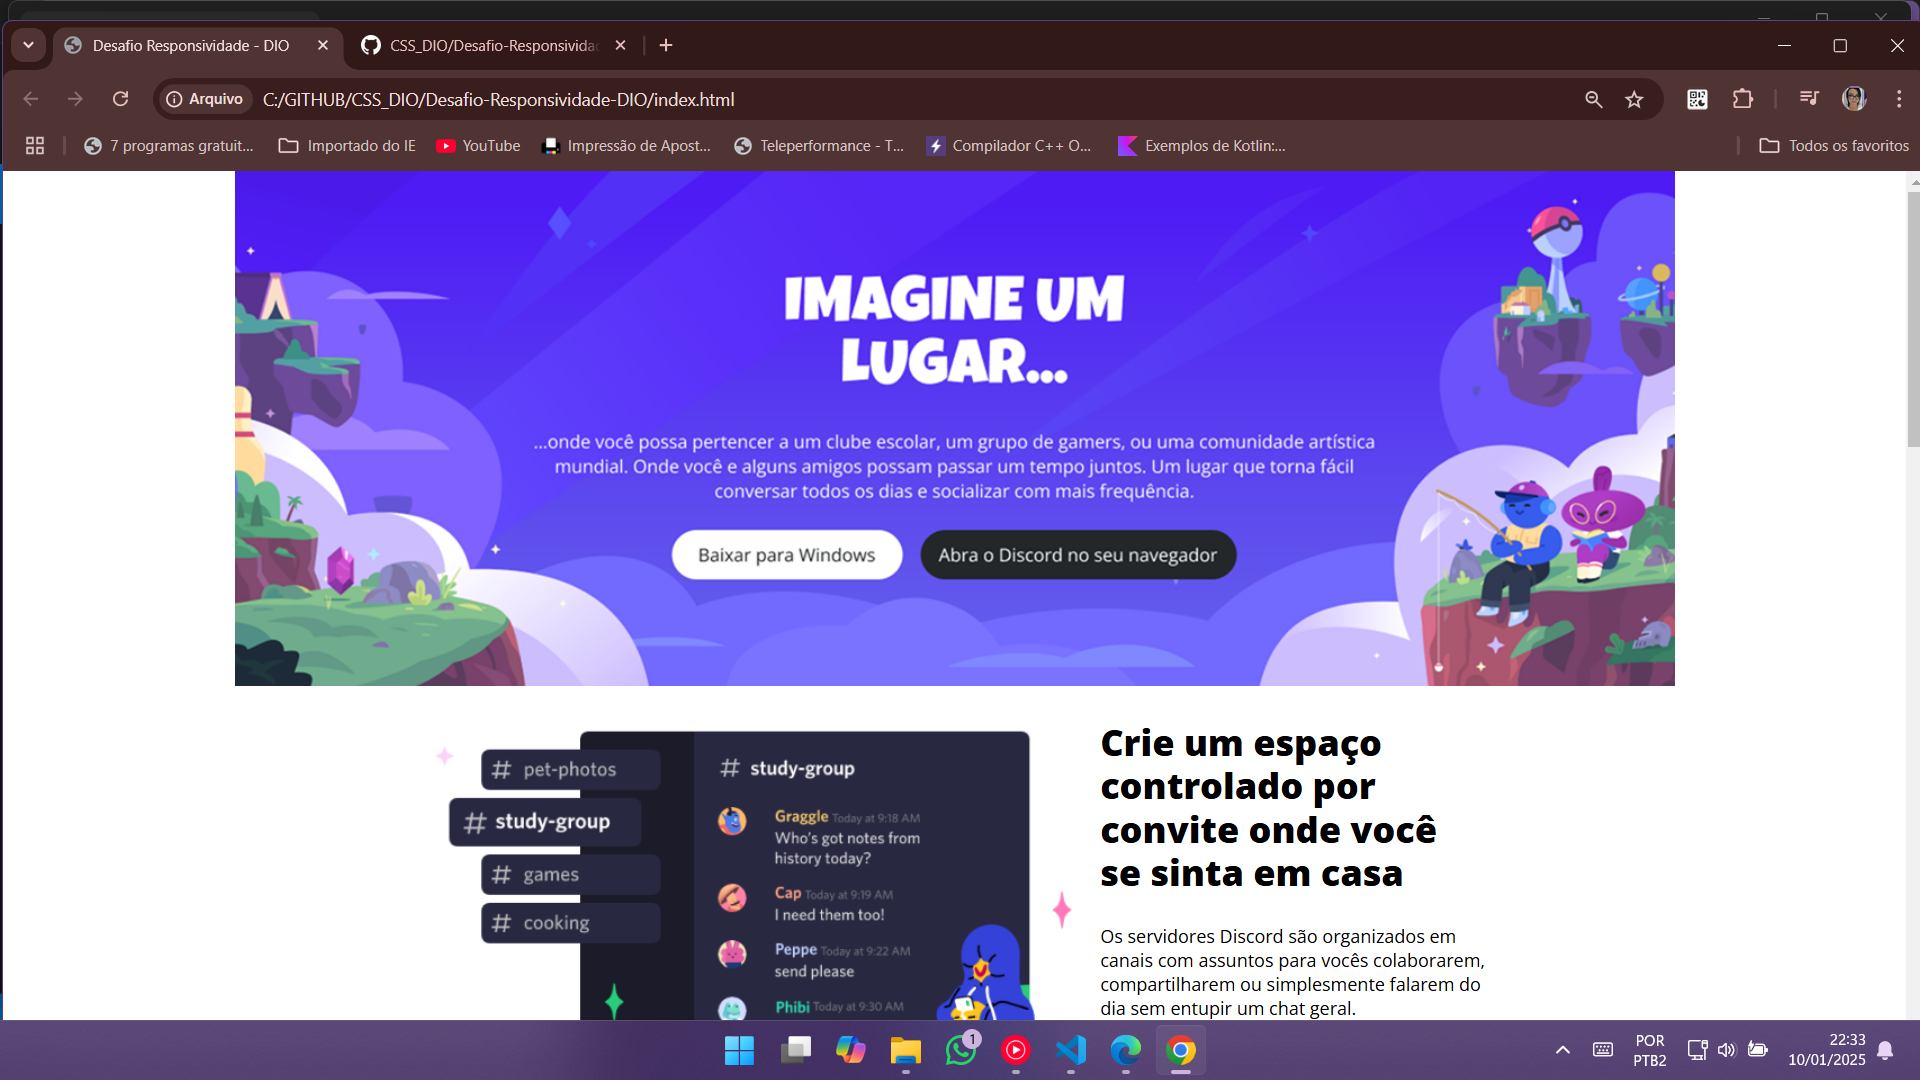 Desafio Responsividade - DIO
CSS_DIO/Desafio-Responsivida
Arquivo
C:/GITHUB/CSS_DIO/Desafio-Responsividade-DIO/index.html
7 programas gratuit...
Importado do IE
YouTube
Impressão de Apost...
Teleperformance - T...
Compilador C++ O...
Exemplos de Kotlin:...
Todos os favoritos
IMAGINE UM
LUGAR...
...onde você possa pertencer a um clube escolar, um grupo de gamers, ou uma comunidade artística
mundial. Onde você e alguns amigos possam passar um tempo juntos. Um lugar que torna fácil
conversar todos os dias e socializar com mais frequência.
Baixar para Windows
Abra o Discord no seu navegador
# pet-photos
# study-group
# games
# cooking
# study-group
Graggle Today at 9:18 AM
Who's got notes from
history today?
Cap Today at 9:19 AM
I need them too!
Peppe Today at 9:22 AM
send please
Phibi Today at 9:30 AM
Crie um espaço
controlado por
convite onde você
se sinta em casa
Os servidores Discord são organizados em
canais com assuntos para vocês colaborarem,
compartilharem ou simplesmente falarem do
dia sem entupir um chat geral.
1
POR
PTB2
22:33
10/01/2025